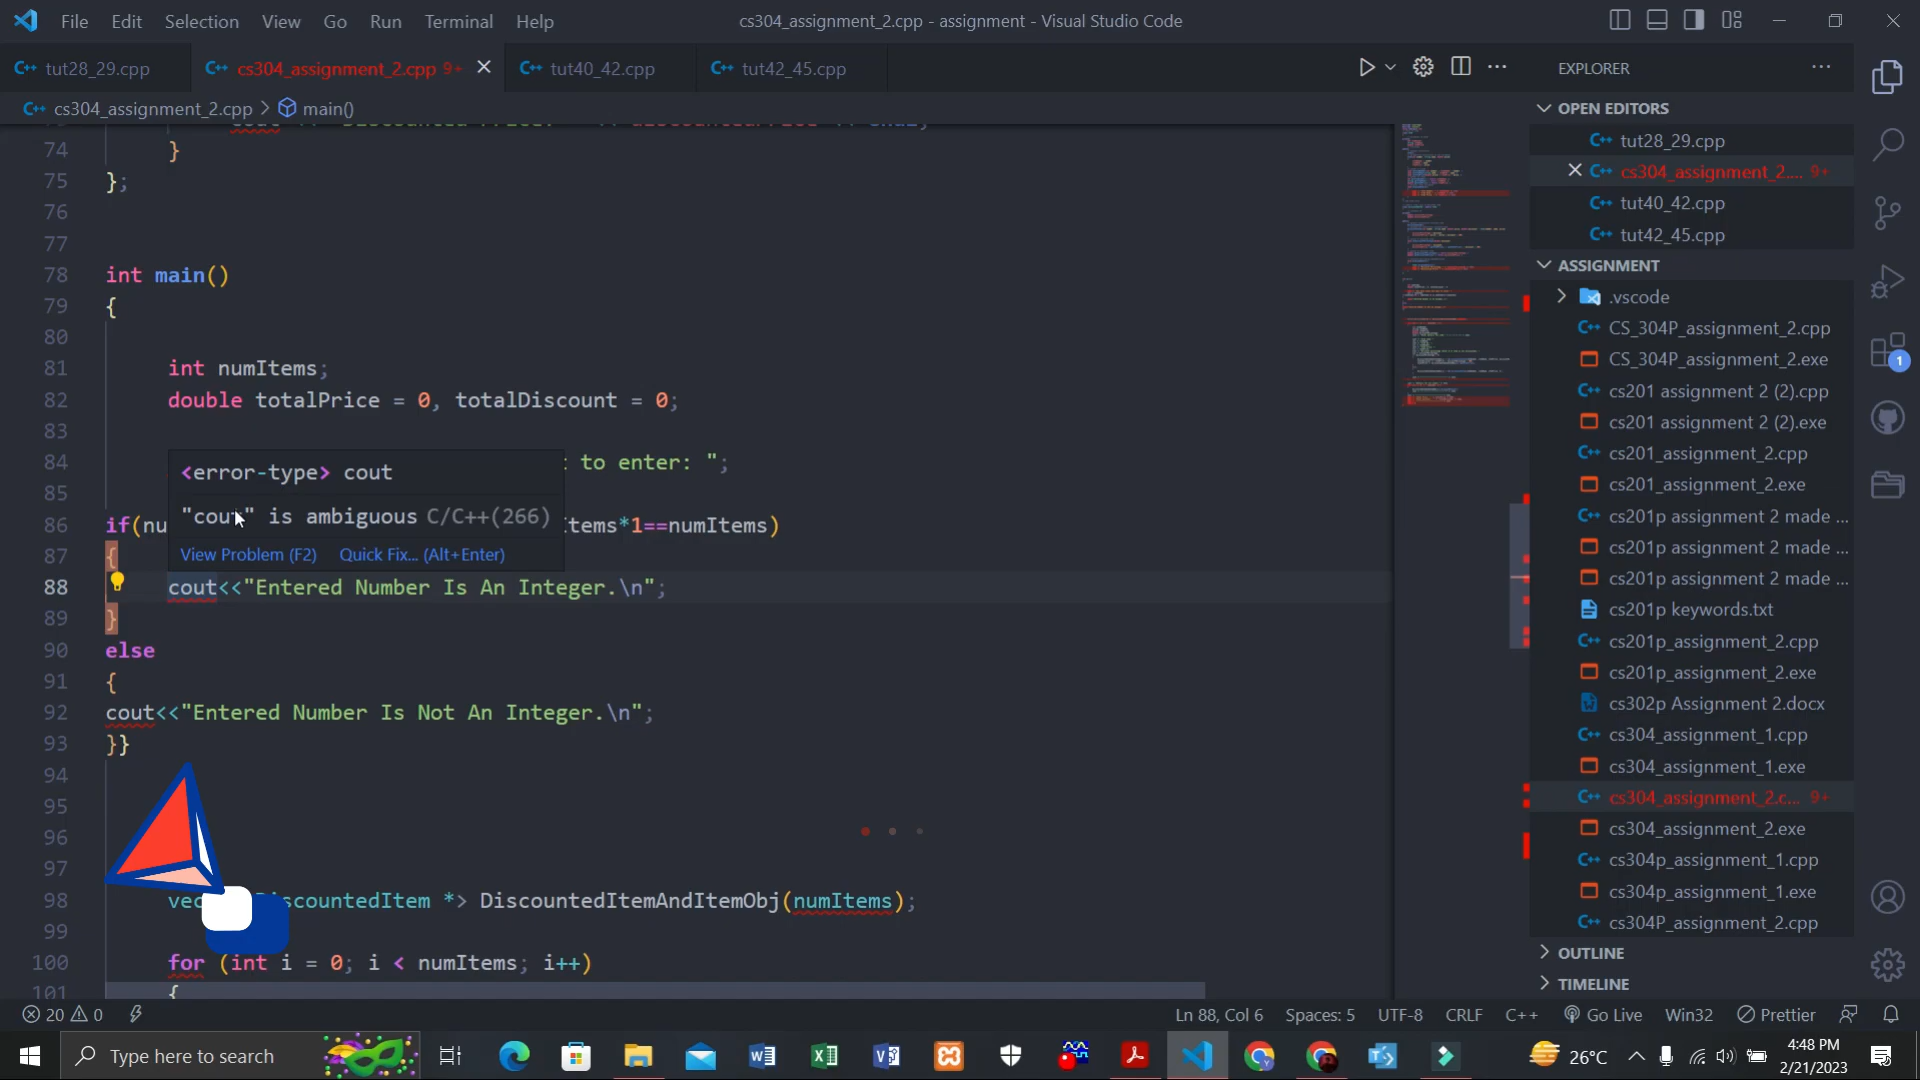 File Edit Selection View Go Run Terminal Help
cs304_assignment_2.cpp - assignment - Visual Studio Code
tut28_29.cpp
cs304_assignment_2.cpp 9+
tut40_42.cpp
tut42_45.cpp
cs304_assignment_2.cpp > main()
74 }
75 };
76
77
78 int main()
79 {
80
81 int numItems;
82 double totalPrice = 0, totalDiscount = 0;
83
84 t to enter: ";
85
<error-type> cout
"cout" is ambiguous C/C++(266)
View Problem (F2) Quick Fix... (Alt+Enter)
86 if(nu Items*1==numItems)
87 {
88 cout<<"Entered Number Is An Integer.\n";
89 }
90 else
91 {
92 cout<<"Entered Number Is Not An Integer.\n";
93 }}
94
95
96
97
98 vec DiscountedItem *> DiscountedItemAndItemObj(numItems);
99
100 for (int i = 0; i < numItems; i++)
101 {
EXPLORER
OPEN EDITORS
tut28_29.cpp
cs304_assignment_2.... 9+
tut40_42.cpp
tut42_45.cpp
ASSIGNMENT
.vscode
CS_304P_assignment_2.cpp
CS_304P_assignment_2.exe
cs201 assignment 2 (2).cpp
cs201 assignment 2 (2).exe
cs201_assignment_2.cpp
cs201_assignment_2.exe
cs201p assignment 2 made ...
cs201p assignment 2 made ...
cs201p assignment 2 made ...
cs201p keywords.txt
cs201p_assignment_2.cpp
cs201p_assignment_2.exe
cs302p Assignment 2.docx
cs304_assignment_1.cpp
cs304_assignment_1.exe
cs304_assignment_2.c... 9+
cs304_assignment_2.exe
cs304p_assignment_1.cpp
cs304p_assignment_1.exe
cs304P_assignment_2.cpp
OUTLINE
TIMELINE
1
20 0
Ln 88, Col 6 Spaces: 5 UTF-8 CRLF C++ Go Live Win32 Prettier
Type here to search
26°C
4:48 PM
2/21/2023